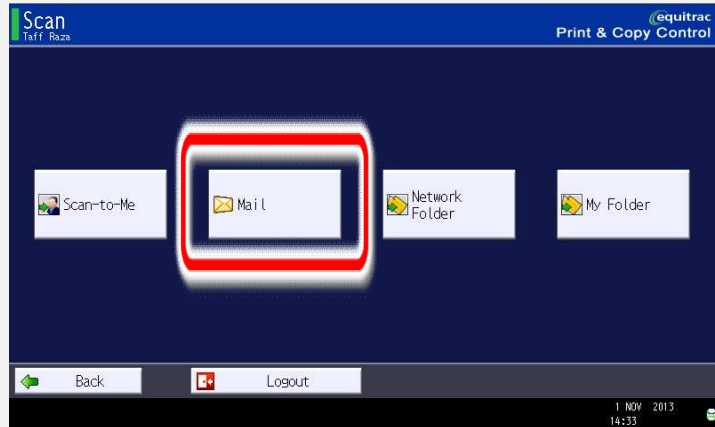 Scan
Taff Raza
equitrac
Print & Copy Control
Scan-to-Me
Mail
Network
Folder
My Folder
Back
Logout
1 NOV 2013
14:33